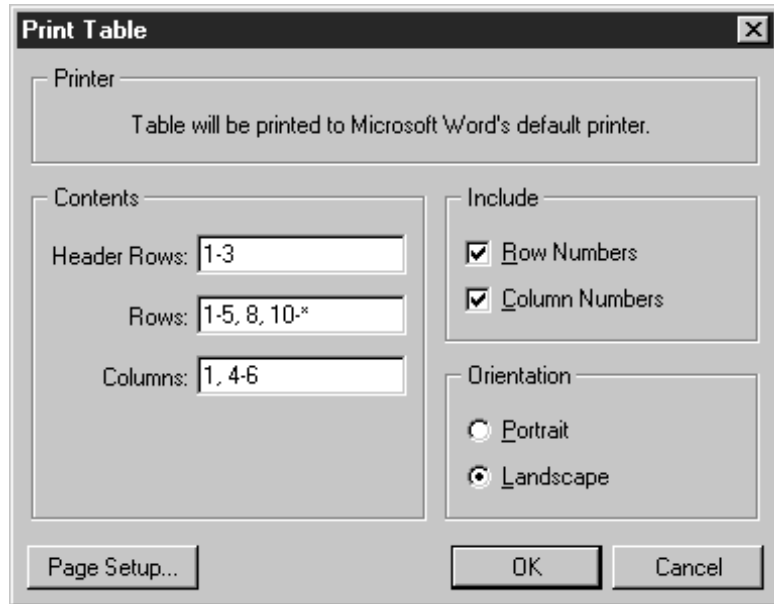 Print Table
Printer
Table will be printed to Microsoft Word's default printer.
Contents
Header Rows: 1-3
Rows: 1-5, 8, 10-*
Columns: 1, 4-6
Include
Row Numbers
Column Numbers
Orientation
Portrait
Landscape
Page Setup... OK Cancel